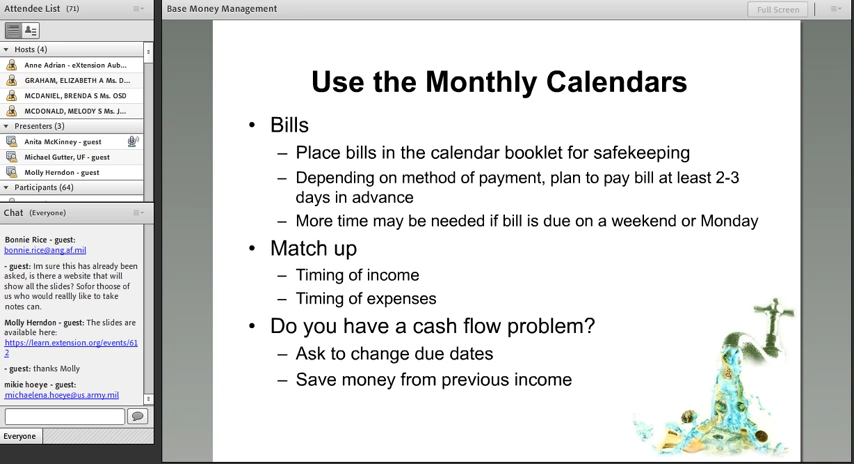 Attendee List (71)
Hosts (4)
Anne Adrian - eXtension Aub...
GRAHAM, ELIZABETH A Ms. D...
MCDANIEL, BRENDA S Ms. OSD
MCDONALD, MELODY S Ms. J...
Presenters (3)
Anita McKinney - guest
Michael Gutter, UF - guest
Molly Herndon - guest
Participants (64)
Chat (Everyone)
Bonnie Rice - guest:
bonnie.rice@ang.af.mil
- guest: Im sure this has already been
asked, is there a website that will
show all the slides? Sofor thoose of
us who would reallly like to take
notes can.
Molly Herndon - guest: The slides are
available here:
https://learn.extension.org/events/61
2
- guest: thanks Molly
mikie hoeye - guest:
michaelena.hoeye@us.army.mil
Everyone
Base Money Management
Full Screen
Use the Monthly Calendars
• Bills
– Place bills in the calendar booklet for safekeeping
– Depending on method of payment, plan to pay bill at least 2-3
days in advance
– More time may be needed if bill is due on a weekend or Monday
• Match up
– Timing of income
– Timing of expenses
• Do you have a cash flow problem?
– Ask to change due dates
– Save money from previous income